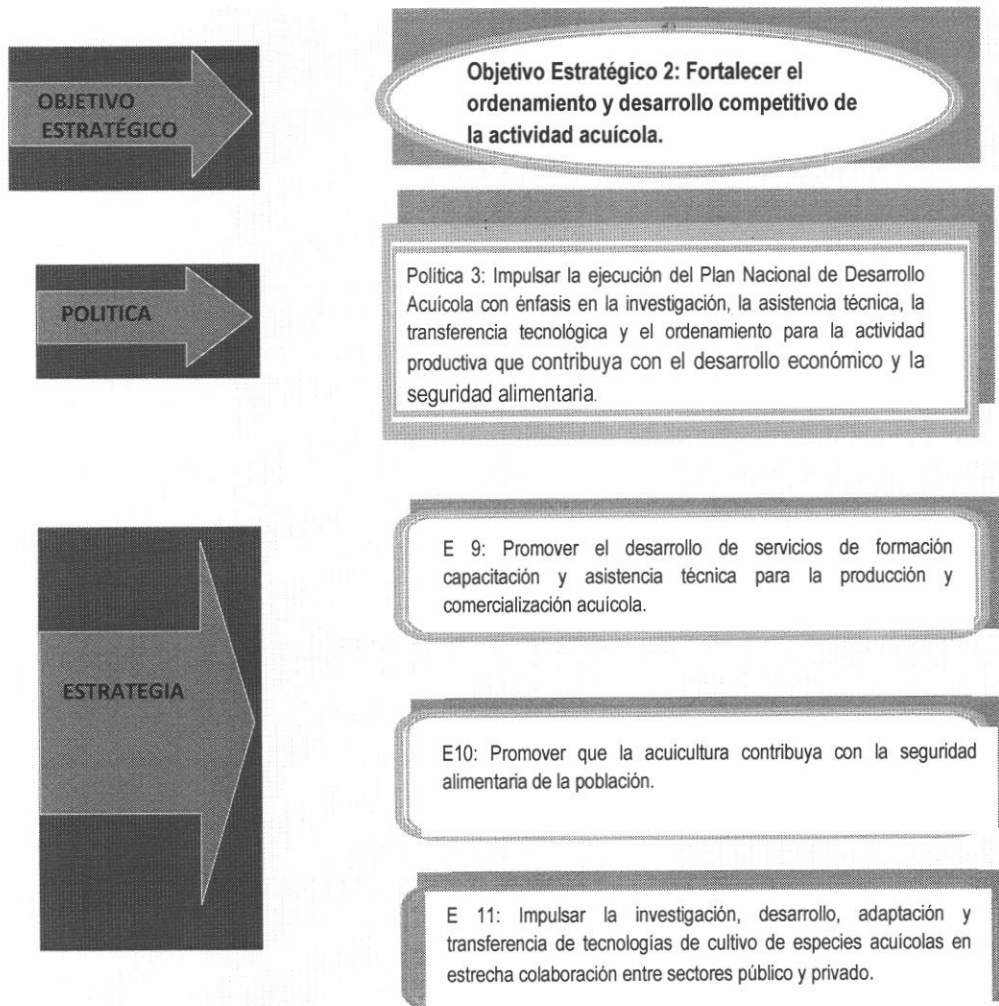 OBJETIVO
ESTRATÉGICO
Objetivo Estratégico 2: Fortalecer el
ordenamiento y desarrollo competitivo de
la actividad acuícola.
POLITICA
Política 3: Impulsar la ejecución del Plan Nacional de Desarrollo
Acuícola con énfasis en la investigación, la asistencia técnica, la
transferencia tecnológica y el ordenamiento para la actividad
productiva que contribuya con el desarrollo económico y la
seguridad alimentaria.
ESTRATEGIA
E 9: Promover el desarrollo de servicios de formación
capacitación y asistencia técnica para la producción y
comercialización acuícola.
E10: Promover que la acuicultura contribuya con la seguridad
alimentaria de la población.
E 11: Impulsar la investigación, desarrollo, adaptación y
transferencia de tecnologías de cultivo de especies acuícolas en
estrecha colaboración entre sectores público y privado.